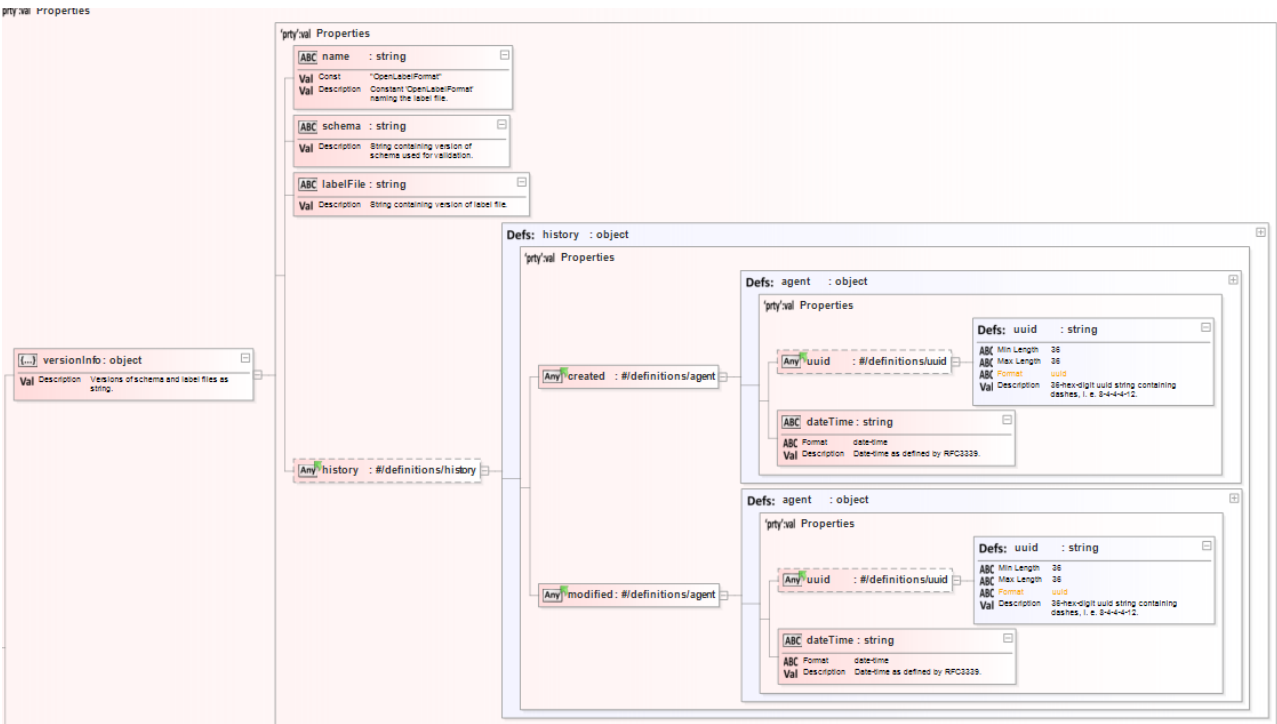 'prty':val Properties
'prty':val Properties
ABC name : string
Val Const "OpenLabelFormat"
Val Description Constant 'OpenLabelFormat'
naming the label file.
ABC schema : string
Val Description String containing version of
schema used for validation.
ABC labelFile : string
Val Description String containing version of label file.
Defs: history : object
'prty':val Properties
Defs: agent : object
'prty':val Properties
Any uuid : #/definitions/uuid
Defs: uuid : string
ABC Min Length 36
ABC Max Length 36
ABC Format uuid
Val Description 36-hex-digit uuid string containing
dashes, i. e. 8-4-4-4-12.
{...} versionInfo : object
Val Description Versions of schema and label files as
string.
Any created : #/definitions/agent
ABC dateTime : string
ABC Format date-time
Val Description Date-time as defined by RFC3339.
Any history : #/definitions/history
Defs: agent : object
'prty':val Properties
Any uuid : #/definitions/uuid
Defs: uuid : string
ABC Min Length 36
ABC Max Length 36
ABC Format uuid
Val Description 36-hex-digit uuid string containing
dashes, i. e. 8-4-4-4-12.
Any modified : #/definitions/agent
ABC dateTime : string
ABC Format date-time
Val Description Date-time as defined by RFC3339.